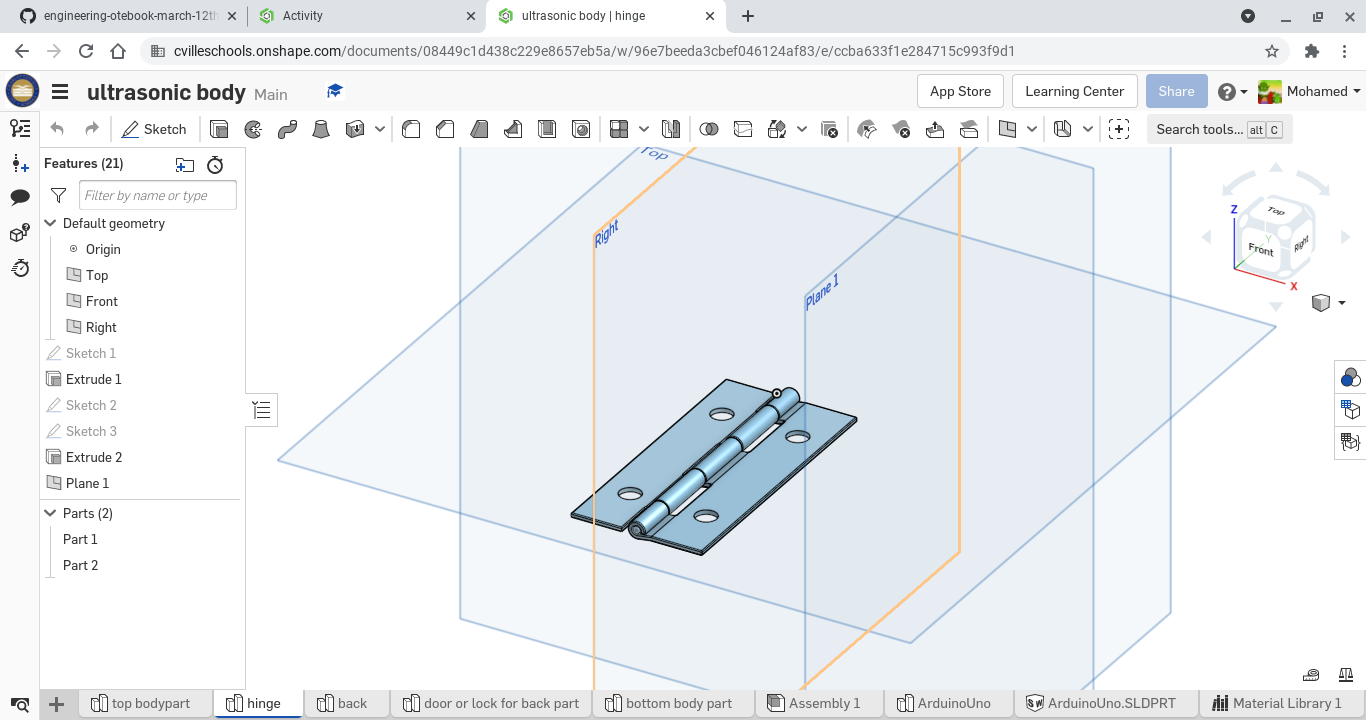 engineering-otebook-march-12th
Activity
ultrasonic body | hinge
cvilleschools.onshape.com/documents/08449c1d438c229e8657eb5a/w/96e7beeda3cbef046124af83/e/ccba633f1e284715c993f9d1
ultrasonic body Main
App Store
Learning Center
Share
Mohamed
Sketch
Search tools... alt C
Features (21)
Filter by name or type
Default geometry
Origin
Top
Front
Right
Sketch 1
Extrude 1
Sketch 2
Sketch 3
Extrude 2
Plane 1
Parts (2)
Part 1
Part 2
Top
Right
Plane 1
Z
Top
Y
Front
Right
X
top bodypart
hinge
back
door or lock for back part
bottom body part
Assembly 1
ArduinoUno
ArduinoUno.SLDPRT
Material Library 1